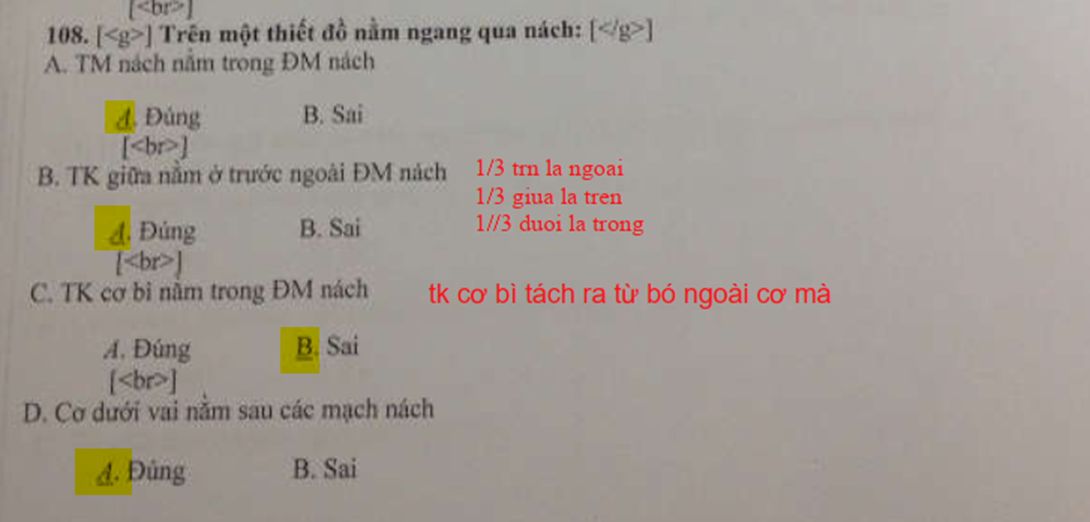 [<br>]
108. [<g>] Trên một thiết đồ nằm ngang qua nách: [</g>]
A. TM nách nằm trong ĐM nách
A. Đúng B. Sai
[<br>]
B. TK giữa nằm ở trước ngoài ĐM nách
1/3 trn la ngoai
1/3 giua la tren
1//3 duoi la trong
A. Đúng B. Sai
[<br>]
C. TK cơ bì nằm trong ĐM nách
tk cơ bì tách ra từ bó ngoài cơ mà
A. Đúng B. Sai
[<br>]
D. Cơ dưới vai nằm sau các mạch nách
A. Đúng B. Sai